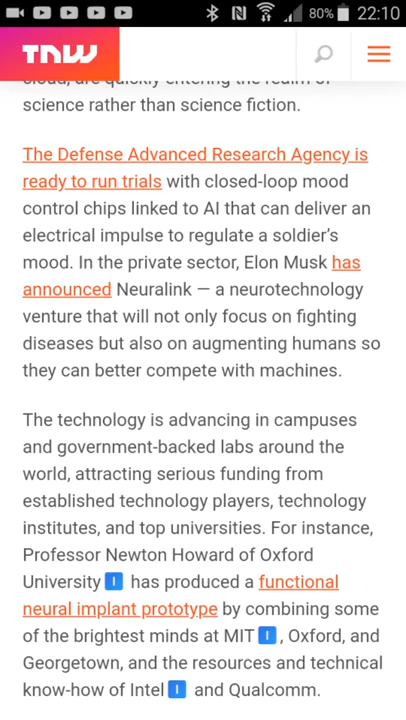 80% 22:10
TNW
science rather than science fiction.
The Defense Advanced Research Agency is
ready to run trials with closed-loop mood
control chips linked to AI that can deliver an
electrical impulse to regulate a soldier's
mood. In the private sector, Elon Musk has
announced Neuralink — a neurotechnology
venture that will not only focus on fighting
diseases but also on augmenting humans so
they can better compete with machines.
The technology is advancing in campuses
and government-backed labs around the
world, attracting serious funding from
established technology players, technology
institutes, and top universities. For instance,
Professor Newton Howard of Oxford
University I has produced a functional
neural implant prototype by combining some
of the brightest minds at MIT I , Oxford, and
Georgetown, and the resources and technical
know-how of Intel I and Qualcomm.